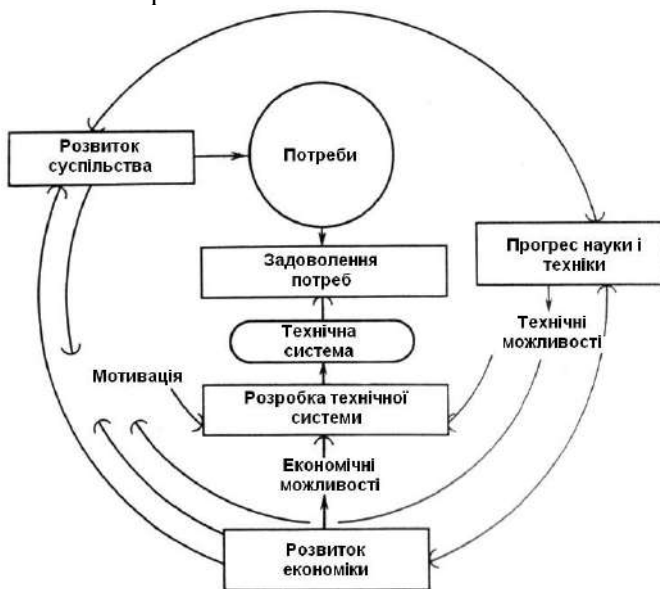 Розвиток
суспільства
Потреби
Прогрес науки і
техніки
Задоволення
потреб
Технічна
система
Технічні
можливості
Мотивація
Розробка технічної
системи
Економічні
можливості
Розвиток
економіки